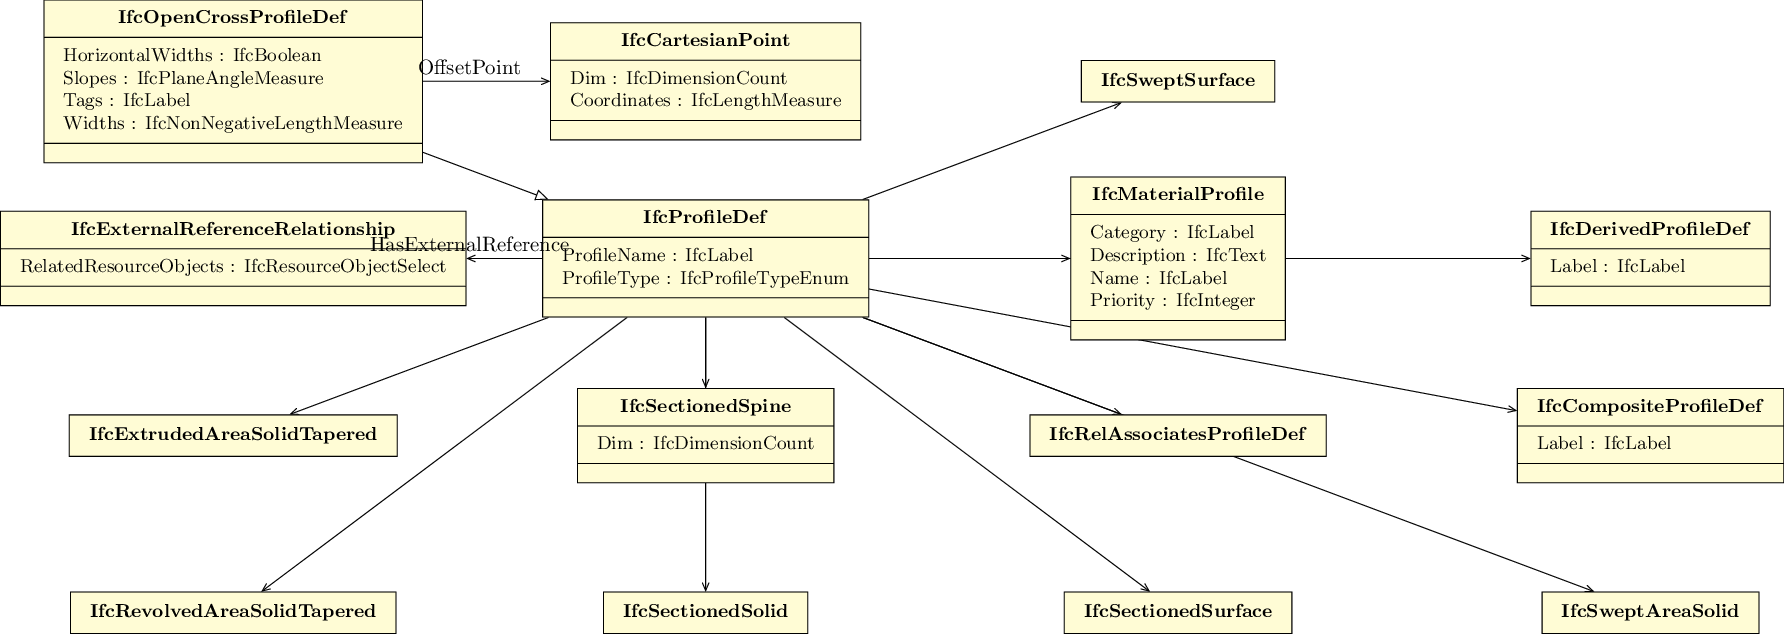 IfcOpenCrossProfileDef
HorizontalWidths : IfcBoolean
Slopes : IfcPlaneAngleMeasure
Tags : IfcLabel
Widths : IfcNonNegativeLengthMeasure
OffsetPoint
IfcCartesianPoint
Dim : IfcDimensionCount
Coordinates : IfcLengthMeasure
IfcSweptSurface
IfcExternalReferenceRelationship
RelatedResourceObjects : IfcResourceObjectSelect
HasExternalReference
IfcProfileDef
ProfileName : IfcLabel
ProfileType : IfcProfileTypeEnum
IfcMaterialProfile
Category : IfcLabel
Description : IfcText
Name : IfcLabel
Priority : IfcInteger
IfcDerivedProfileDef
Label : IfcLabel
IfcExtrudedAreaSolidTapered
IfcSectionedSpine
Dim : IfcDimensionCount
IfcRelAssociatesProfileDef
IfcCompositeProfileDef
Label : IfcLabel
IfcRevolvedAreaSolidTapered
IfcSectionedSolid
IfcSectionedSurface
IfcSweptAreaSolid